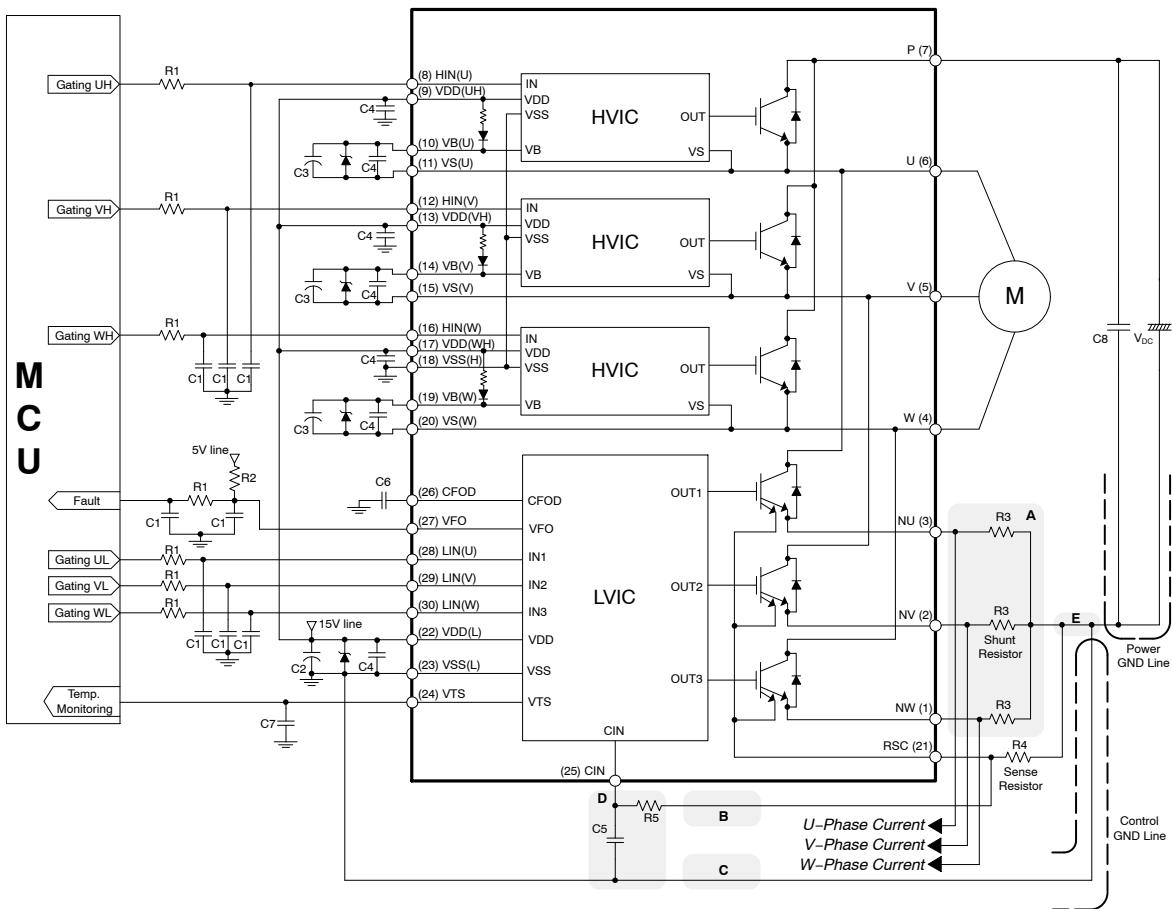 MCU
Gating UH
R1
Gating VH
R1
Gating WH
R1
C1
C1
C1
5V line
R2
Fault
R1
C1
C1
Gating UL
R1
Gating VL
R1
Gating WL
R1
C1
C1
C1
15V line
C2
C4
Temp.
Monitoring
C7
C6
C4
C3
C4
C4
C3
C4
C4
C3
C4
(8) HIN(U)
(9) VDD(UH)
(10) VB(U)
(11) VS(U)
(12) HIN(V)
(13) VDD(VH)
(14) VB(V)
(15) VS(V)
(16) HIN(W)
(17) VDD(WH)
(18) VSS(H)
(19) VB(W)
(20) VS(W)
(26) CFOD
(27) VFO
(28) LIN(U)
(29) LIN(V)
(30) LIN(W)
(22) VDD(L)
(23) VSS(L)
(24) VTS
IN
VDD
VSS
VB
HVIC
OUT
VS
IN
VDD
VSS
VB
HVIC
OUT
VS
IN
VDD
VSS
VB
HVIC
OUT
VS
CFOD
VFO
IN1
IN2
IN3
VDD
VSS
VTS
LVIC
OUT1
OUT2
OUT3
CIN
(25) CIN
P (7)
U (6)
V (5)
W (4)
NU (3)
NV (2)
NW (1)
RSC (21)
M
C8
VDC
R3
A
R3
Shunt
Resistor
R3
E
Power
GND Line
R4
Sense
Resistor
D
R5
C5
B
C
U−Phase Current
V−Phase Current
W−Phase Current
Control
GND Line